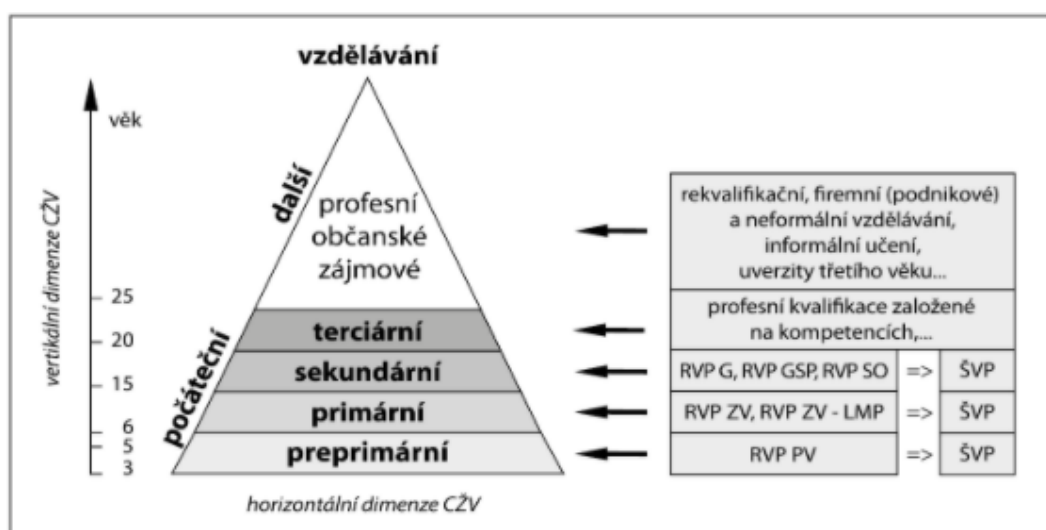 vzdělávání
věk
vertikální dimenze CŽV
25
20
15
6
5
3
další
počáteční
profesní
občanské
zájmové
terciární
sekundární
primární
preprimární
horizontální dimenze CŽV
rekvalifikační, firemní (podnikové)
a neformální vzdělávání,
informální učení,
uverzity třetího věku...
profesní kvalifikace založené
na kompetencích,...
RVP G, RVP GSP, RVP SO => ŠVP
RVP ZV, RVP ZV - LMP => ŠVP
RVP PV => ŠVP